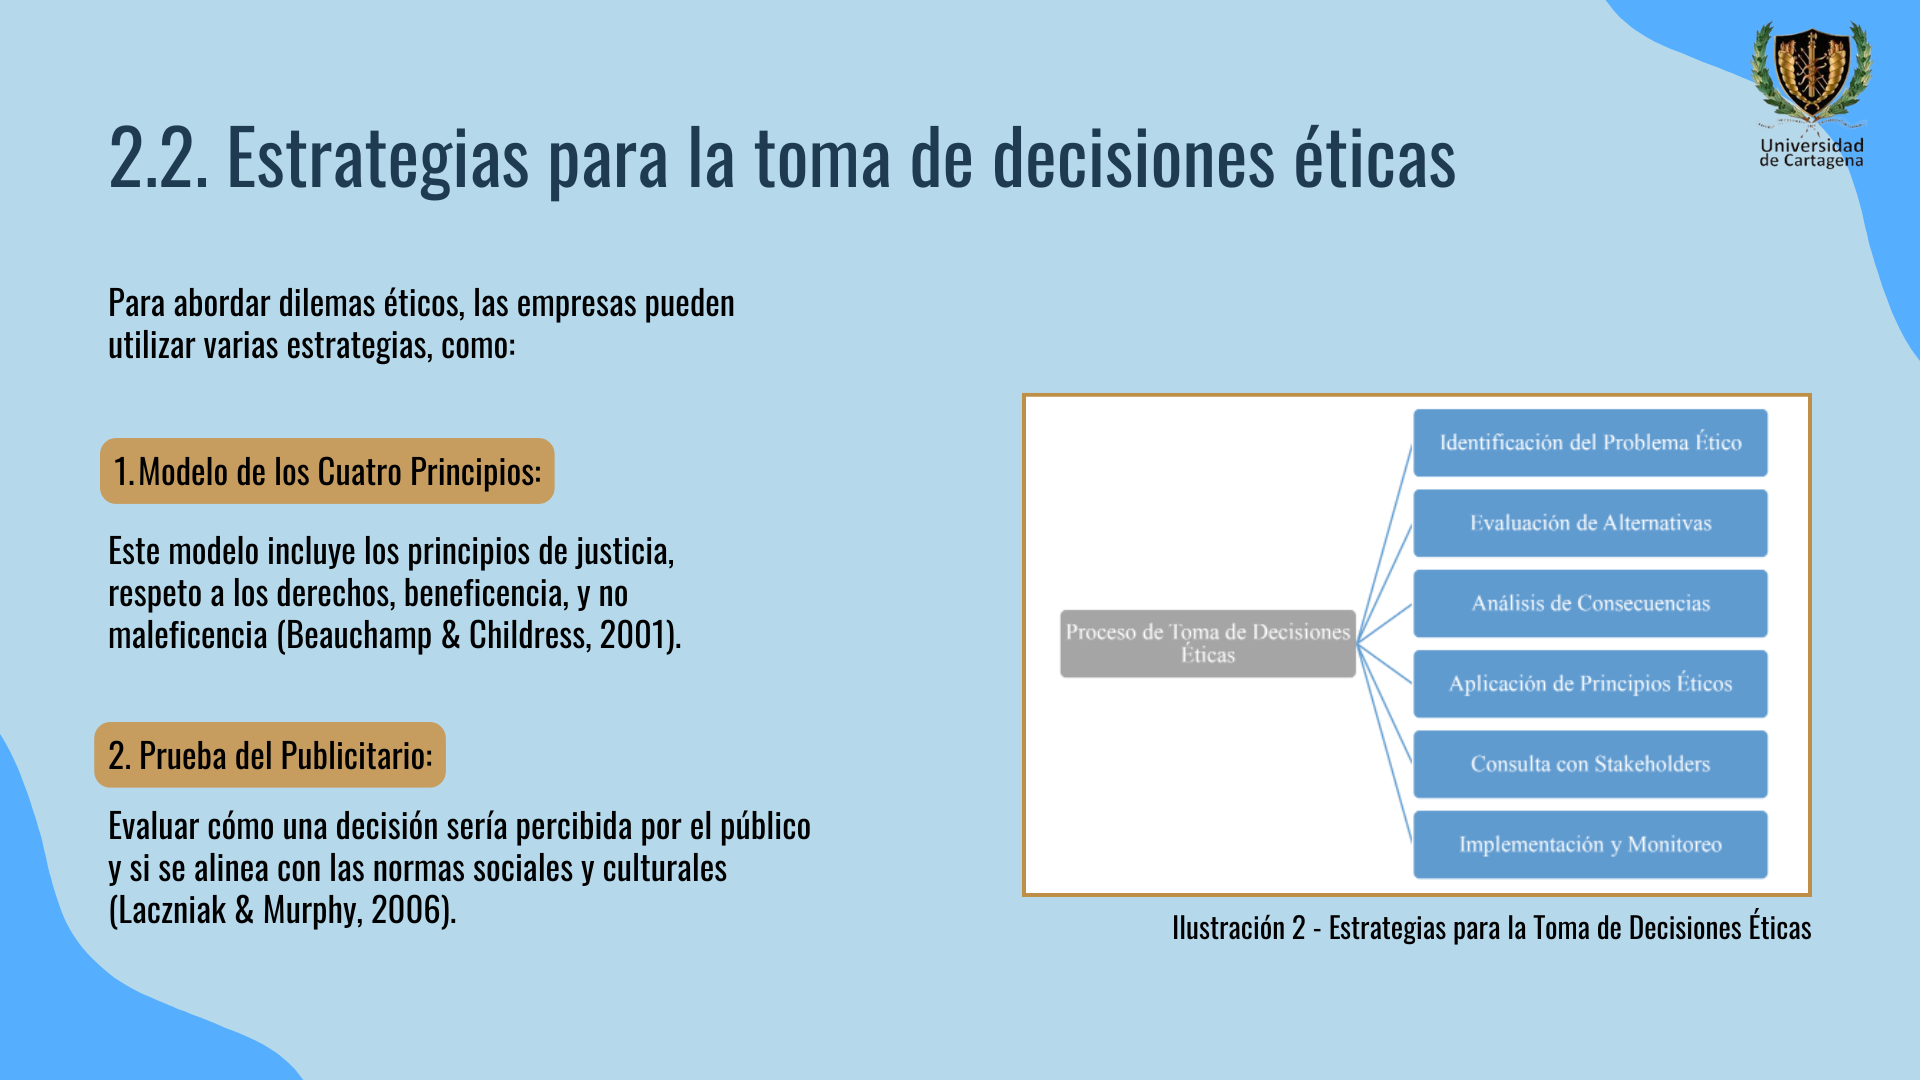 Universidad
de Cartagena
2.2. Estrategias para la toma de decisiones éticas
Para abordar dilemas éticos, las empresas pueden
utilizar varias estrategias, como:
1. Modelo de los Cuatro Principios:
Este modelo incluye los principios de justicia,
respeto a los derechos, beneficencia, y no
maleficencia (Beauchamp & Childress, 2001).
2. Prueba del Publicitario:
Evaluar cómo una decisión sería percibida por el público
y si se alinea con las normas sociales y culturales
(Laczniak & Murphy, 2006).
Proceso de Toma de Decisiones
Éticas
Identificación del Problema Ético
Evaluación de Alternativas
Análisis de Consecuencias
Aplicación de Principios Éticos
Consulta con Stakeholders
Implementación y Monitoreo
Ilustración 2 - Estrategias para la Toma de Decisiones Éticas